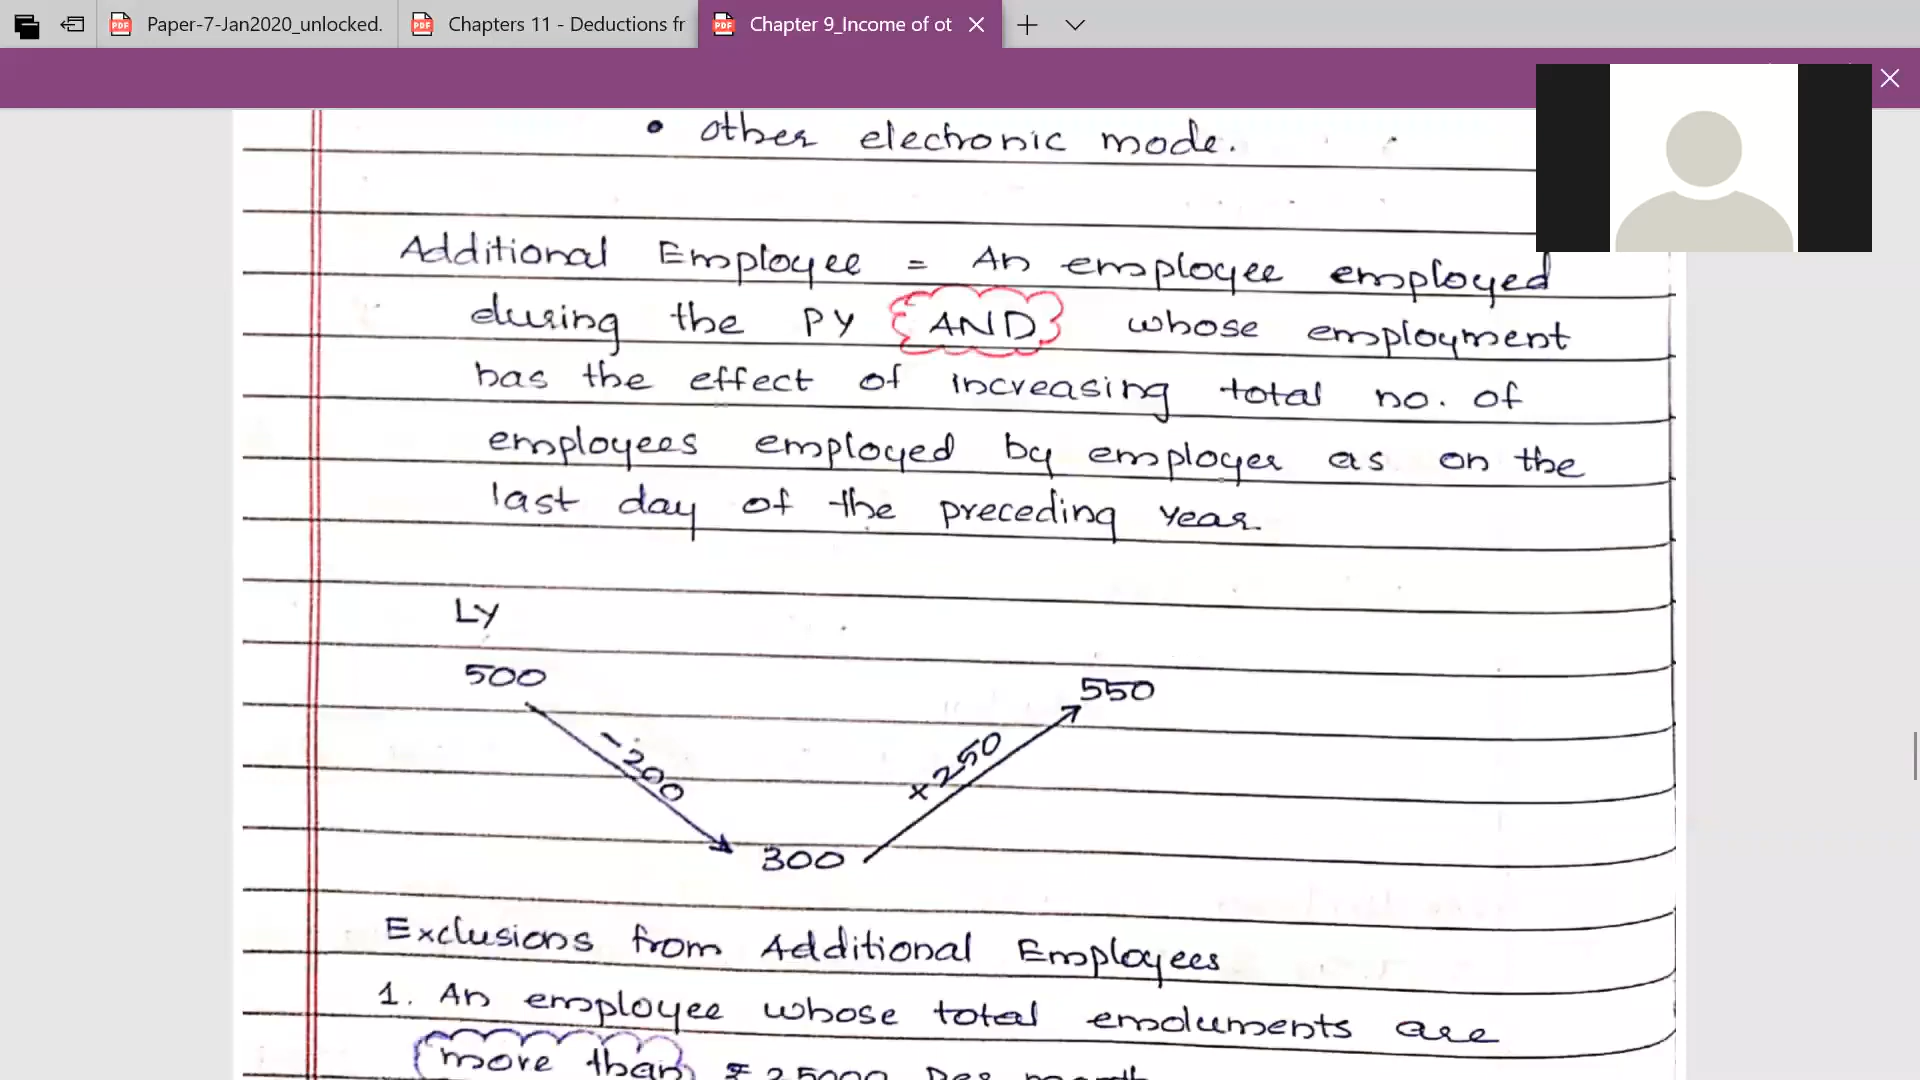 Paper-7-Jan2020_unlocked.
Chapters 11 - Deductions fr
Chapter 9_Income of ot
• other electronic mode.
Additional Employee = An employee employed
during the PY AND whose employment
has the effect of increasing total no. of
employees employed by employer as on the
last day of the preceding year.
LY
500
550
-200
+250
300
Exclusions from Additional Employees
1. An employee whose total emoluments are
more than ₹ 25000 per month